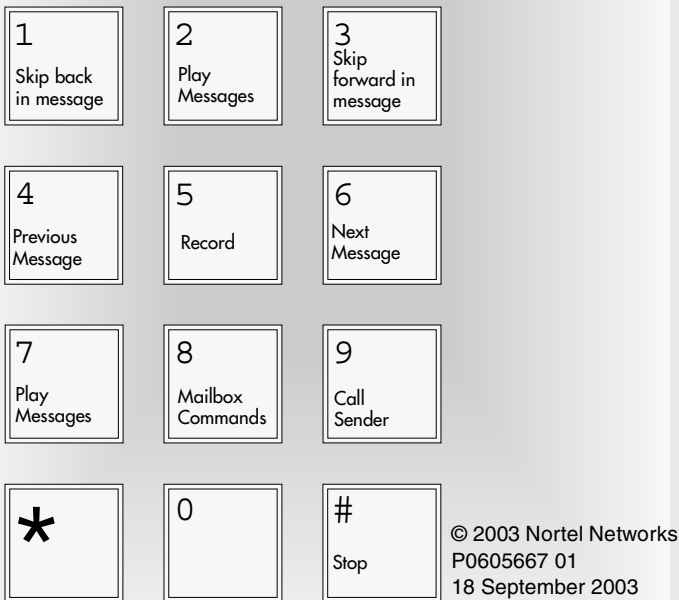 1
Skip back
in message
2
Play
Messages
3
Skip
forward in
message
4
Previous
Message
5
Record
6
Next
Message
7
Play
Messages
8
Mailbox
Commands
9
Call
Sender
*
0
#
Stop
© 2003 Nortel Networks
P0605667 01
18 September 2003